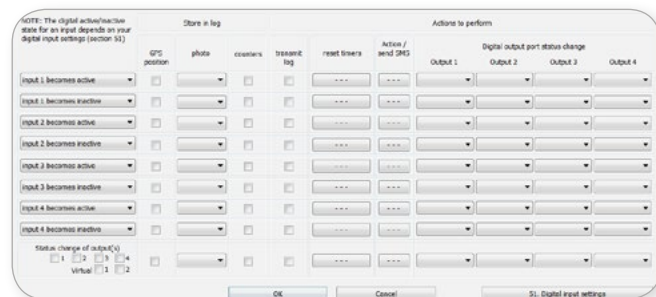 NOTE: The digital active/inactive
state for an input depends on your
digital input settings (section S1)
Store in log
Actions to perform
GPS
position
photo
counters
transmit
log
reset timers
Action /
send SMS
Digital output port status change
Output 1 Output 2 Output 3 Output 4
input 1 becomes active --- ---
input 1 becomes inactive --- ---
input 2 becomes active --- ---
input 2 becomes inactive --- ---
input 3 becomes active --- ---
input 3 becomes inactive --- ---
input 4 becomes active --- ---
input 4 becomes inactive --- ---
Status change of output(s)
1 2 3 4
Virtual 1 2
--- ---
OK Cancel S1. Digital input settings